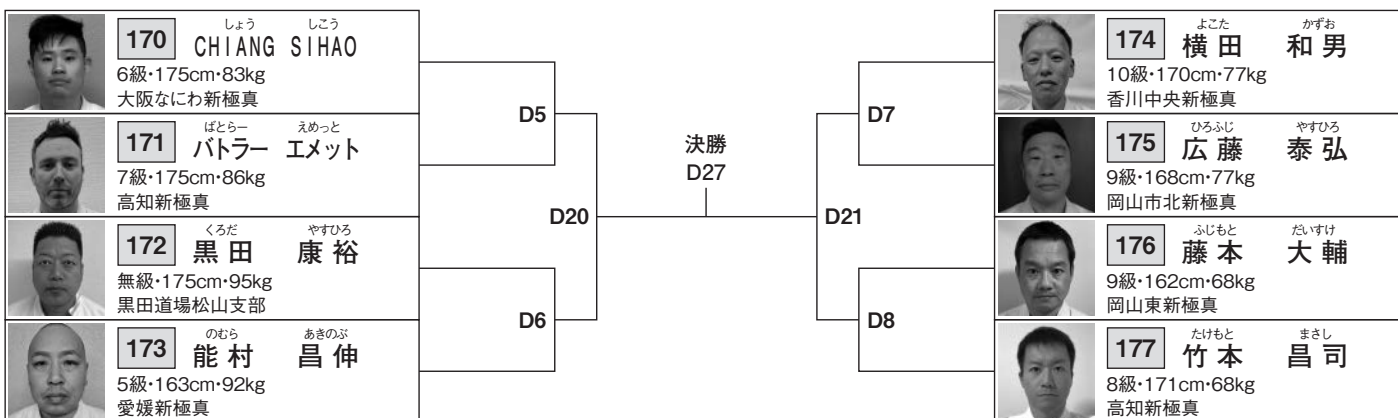 しょう しこう
170 CHIANG SIHAO
6級・175cm・83kg
大阪なにわ新極真
ばとらー えめっと
171 バトラー エメット
7級・175cm・86kg
高知新極真
くろだ やすひろ
172 黒田 康裕
無級・175cm・95kg
黒田道場松山支部
のむら あきのぶ
173 能村 昌伸
5級・163cm・92kg
愛媛新極真
D5
D6
D20
決勝
D27
D21
D7
D8
よこた かずお
174 横田 和男
10級・170cm・77kg
香川中央新極真
ひろふじ やすひろ
175 広藤 泰弘
9級・168cm・77kg
岡山市北新極真
ふじもと だいすけ
176 藤本 大輔
9級・162cm・68kg
岡山東新極真
たけもと まさし
177 竹本 昌司
8級・171cm・68kg
高知新極真